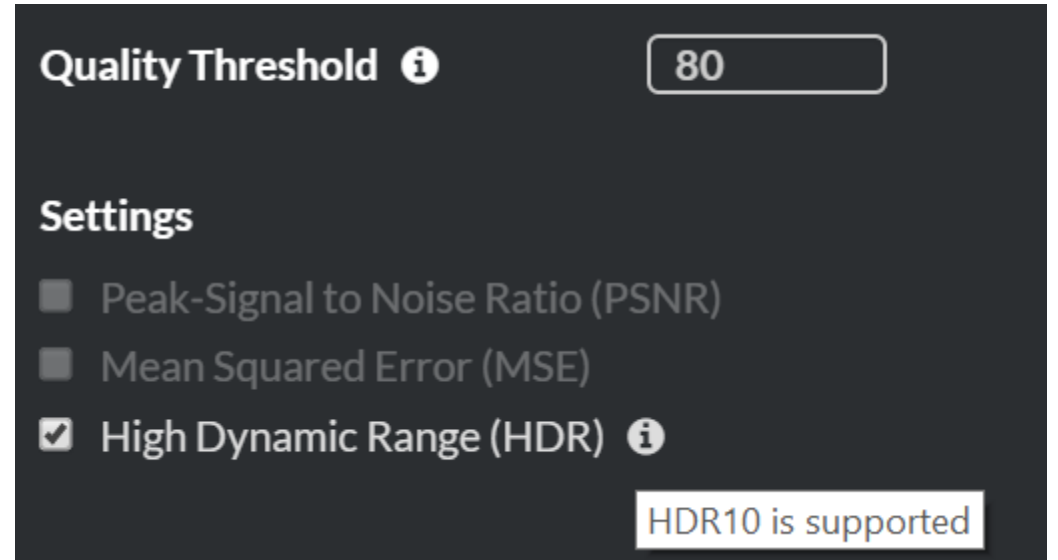 Quality Threshold 80
Settings
Peak-Signal to Noise Ratio (PSNR)
Mean Squared Error (MSE)
High Dynamic Range (HDR)
HDR10 is supported